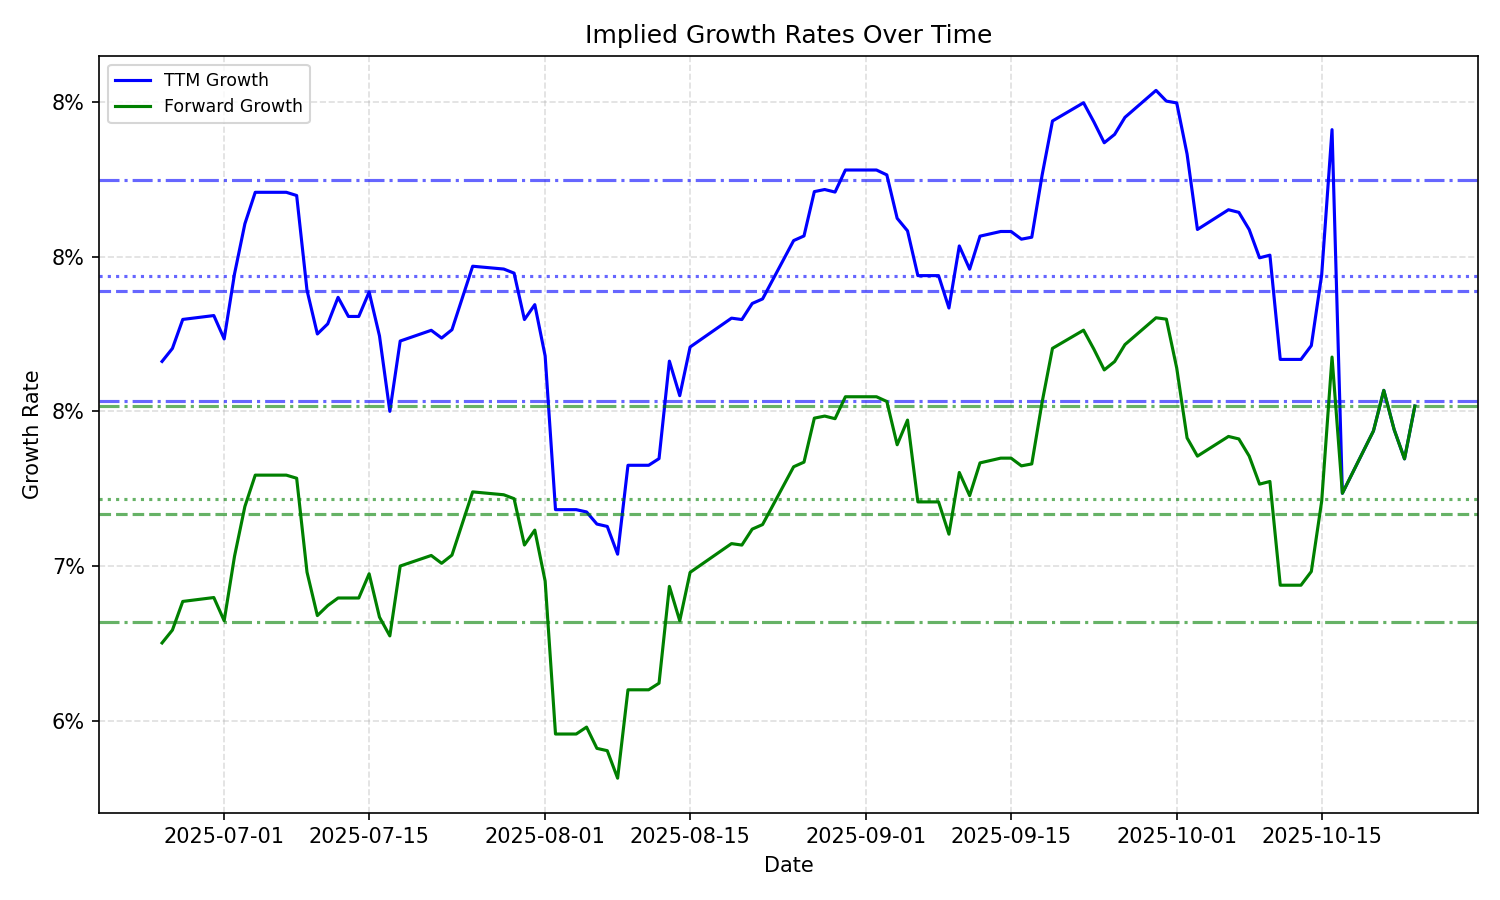 Implied Growth Rates Over Time
TTM Growth
Forward Growth
8%
8%
8%
7%
6%
Growth Rate
2025-07-01
2025-07-15
2025-08-01
2025-08-15
2025-09-01
2025-09-15
2025-10-01
2025-10-15
Date